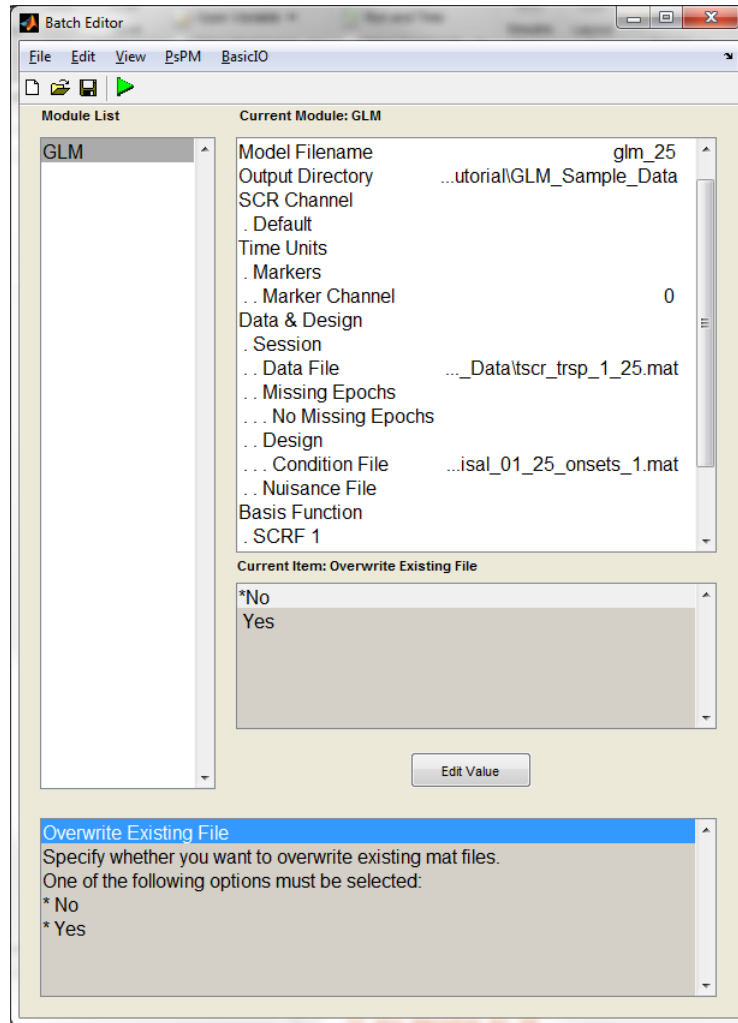 Batch Editor
File Edit View PsPM BasicIO
Module List
GLM
Current Module: GLM
Model Filename glm_25
Output Directory ...utorial\GLM_Sample_Data
SCR Channel
. Default
Time Units
. Markers
. . Marker Channel 0
Data & Design
. Session
. . Data File ..._Data\tscr_trsp_1_25.mat
. . Missing Epochs
. . . No Missing Epochs
. . Design
. . . Condition File ...isal_01_25_onsets_1.mat
. . Nuisance File
Basis Function
. SCRF 1
Current Item: Overwrite Existing File
*No
Yes
Edit Value
Overwrite Existing File
Specify whether you want to overwrite existing mat files.
One of the following options must be selected:
* No
* Yes